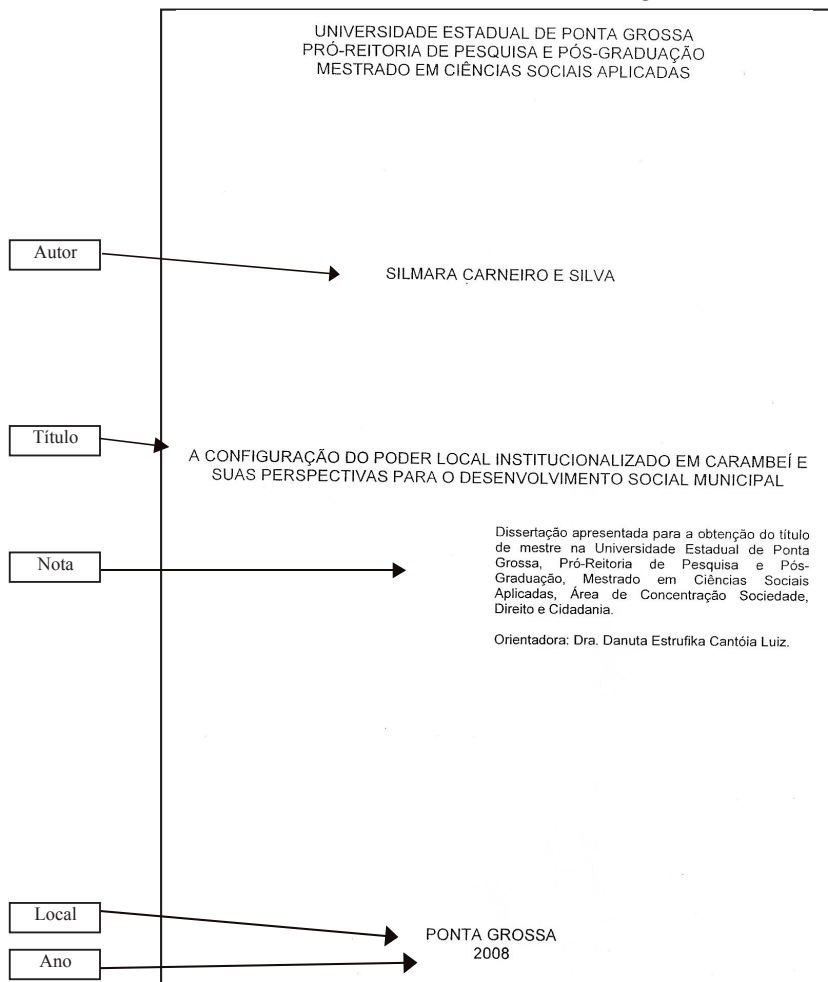 UNIVERSIDADE ESTADUAL DE PONTA GROSSA
PRÓ-REITORIA DE PESQUISA E PÓS-GRADUAÇÃO
MESTRADO EM CIÊNCIAS SOCIAIS APLICADAS
Autor
SILMARA CARNEIRO E SILVA
Título
A CONFIGURAÇÃO DO PODER LOCAL INSTITUCIONALIZADO EM CARAMBEÍ E
SUAS PERSPECTIVAS PARA O DESENVOLVIMENTO SOCIAL MUNICIPAL
Nota
Dissertação apresentada para a obtenção do título
de mestre na Universidade Estadual de Ponta
Grossa, Pró-Reitoria de Pesquisa e Pós-
Graduação, Mestrado em Ciências Sociais
Aplicadas, Área de Concentração Sociedade,
Direito e Cidadania.
Orientadora: Dra. Danuta Estrufika Cantóia Luiz.
Local
PONTA GROSSA
Ano
2008